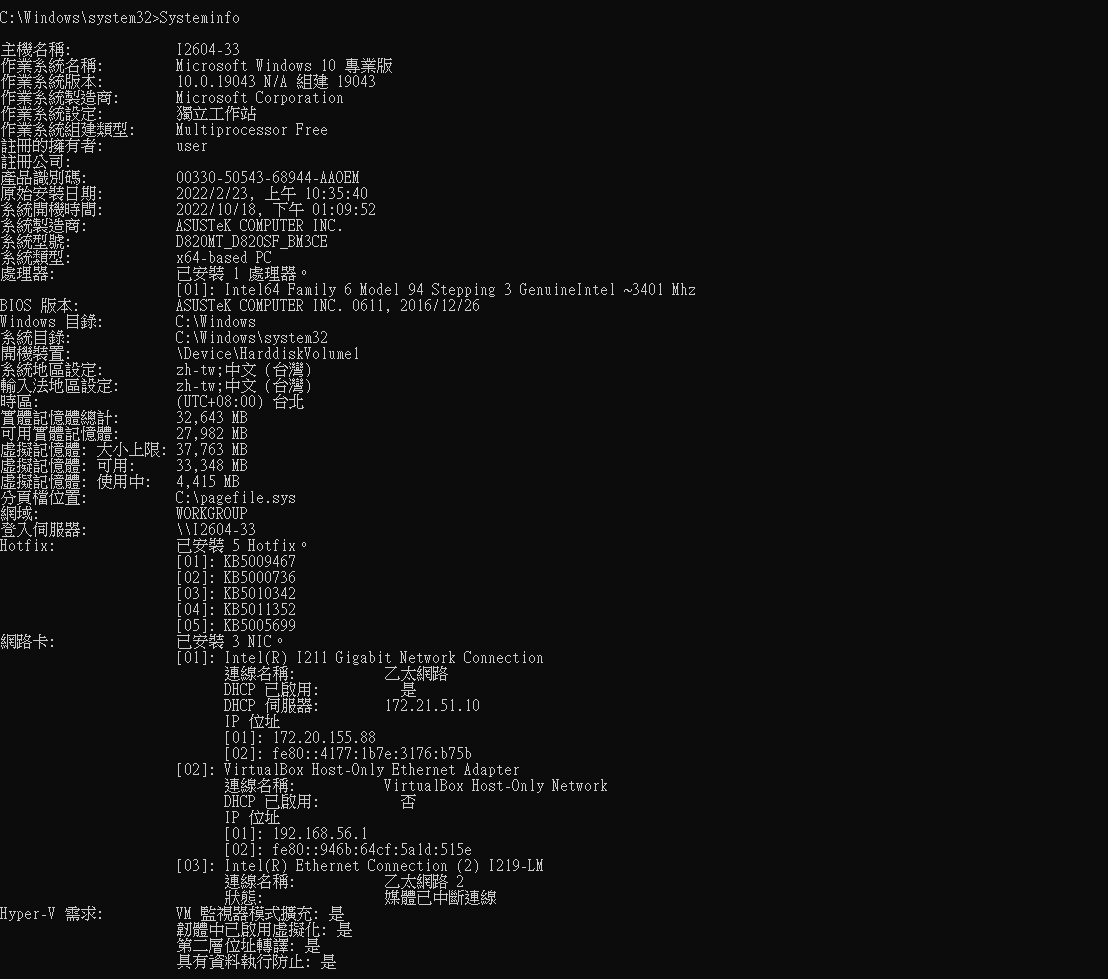 C:\Windows\system32>Systeminfo
主機名稱: I2604-33
作業系統名稱: Microsoft Windows 10 專業版
作業系統版本: 10.0.19043 N/A 組建 19043
作業系統製造商: Microsoft Corporation
作業系統設定: 獨立工作站
作業系統組建類型: Multiprocessor Free
註冊的擁有者: user
註冊公司:
產品識別碼: 00330-50543-68944-AAOEM
原始安裝日期: 2022/2/23, 上午 10:35:40
系統開機時間: 2022/10/18, 下午 01:09:52
系統製造商: ASUSTeK COMPUTER INC.
系統型號: D820MT_D820SF_BM3CE
系統類型: x64-based PC
處理器: 已安裝 1 處理器。
[01]: Intel64 Family 6 Model 94 Stepping 3 GenuineIntel ~3401 Mhz
BIOS 版本: ASUSTeK COMPUTER INC. 0611, 2016/12/26
Windows 目錄: C:\Windows
系統目錄: C:\Windows\system32
開機裝置: \Device\HarddiskVolume1
系統地區設定: zh-tw;中文 (台灣)
輸入法地區設定: zh-tw;中文 (台灣)
時區: (UTC+08:00) 台北
實體記憶體總計: 32,643 MB
可用實體記憶體: 27,982 MB
虛擬記憶體: 大小上限: 37,763 MB
虛擬記憶體: 可用: 33,348 MB
虛擬記憶體: 使用中: 4,415 MB
分頁檔位置: C:\pagefile.sys
網域: WORKGROUP
登入伺服器: \\I2604-33
Hotfix: 已安裝 5 Hotfix。
[01]: KB5009467
[02]: KB5000736
[03]: KB5010342
[04]: KB5011352
[05]: KB5005699
網路卡: 已安裝 3 NIC。
[01]: Intel(R) I211 Gigabit Network Connection
連線名稱: 乙太網路
DHCP 已啟用: 是
DHCP 伺服器: 172.21.51.10
IP 位址
[01]: 172.20.155.88
[02]: fe80::4177:1b7e:3176:b75b
[02]: VirtualBox Host-Only Ethernet Adapter
連線名稱: VirtualBox Host-Only Network
DHCP 已啟用: 否
IP 位址
[01]: 192.168.56.1
[02]: fe80::946b:64cf:5a1d:515e
[03]: Intel(R) Ethernet Connection (2) I219-LM
連線名稱: 乙太網路 2
狀態: 媒體已中斷連線
Hyper-V 需求: VM 監視器模式擴充: 是
韌體中已啟用虛擬化: 是
第二層位址轉譯: 是
具有資料執行防止: 是